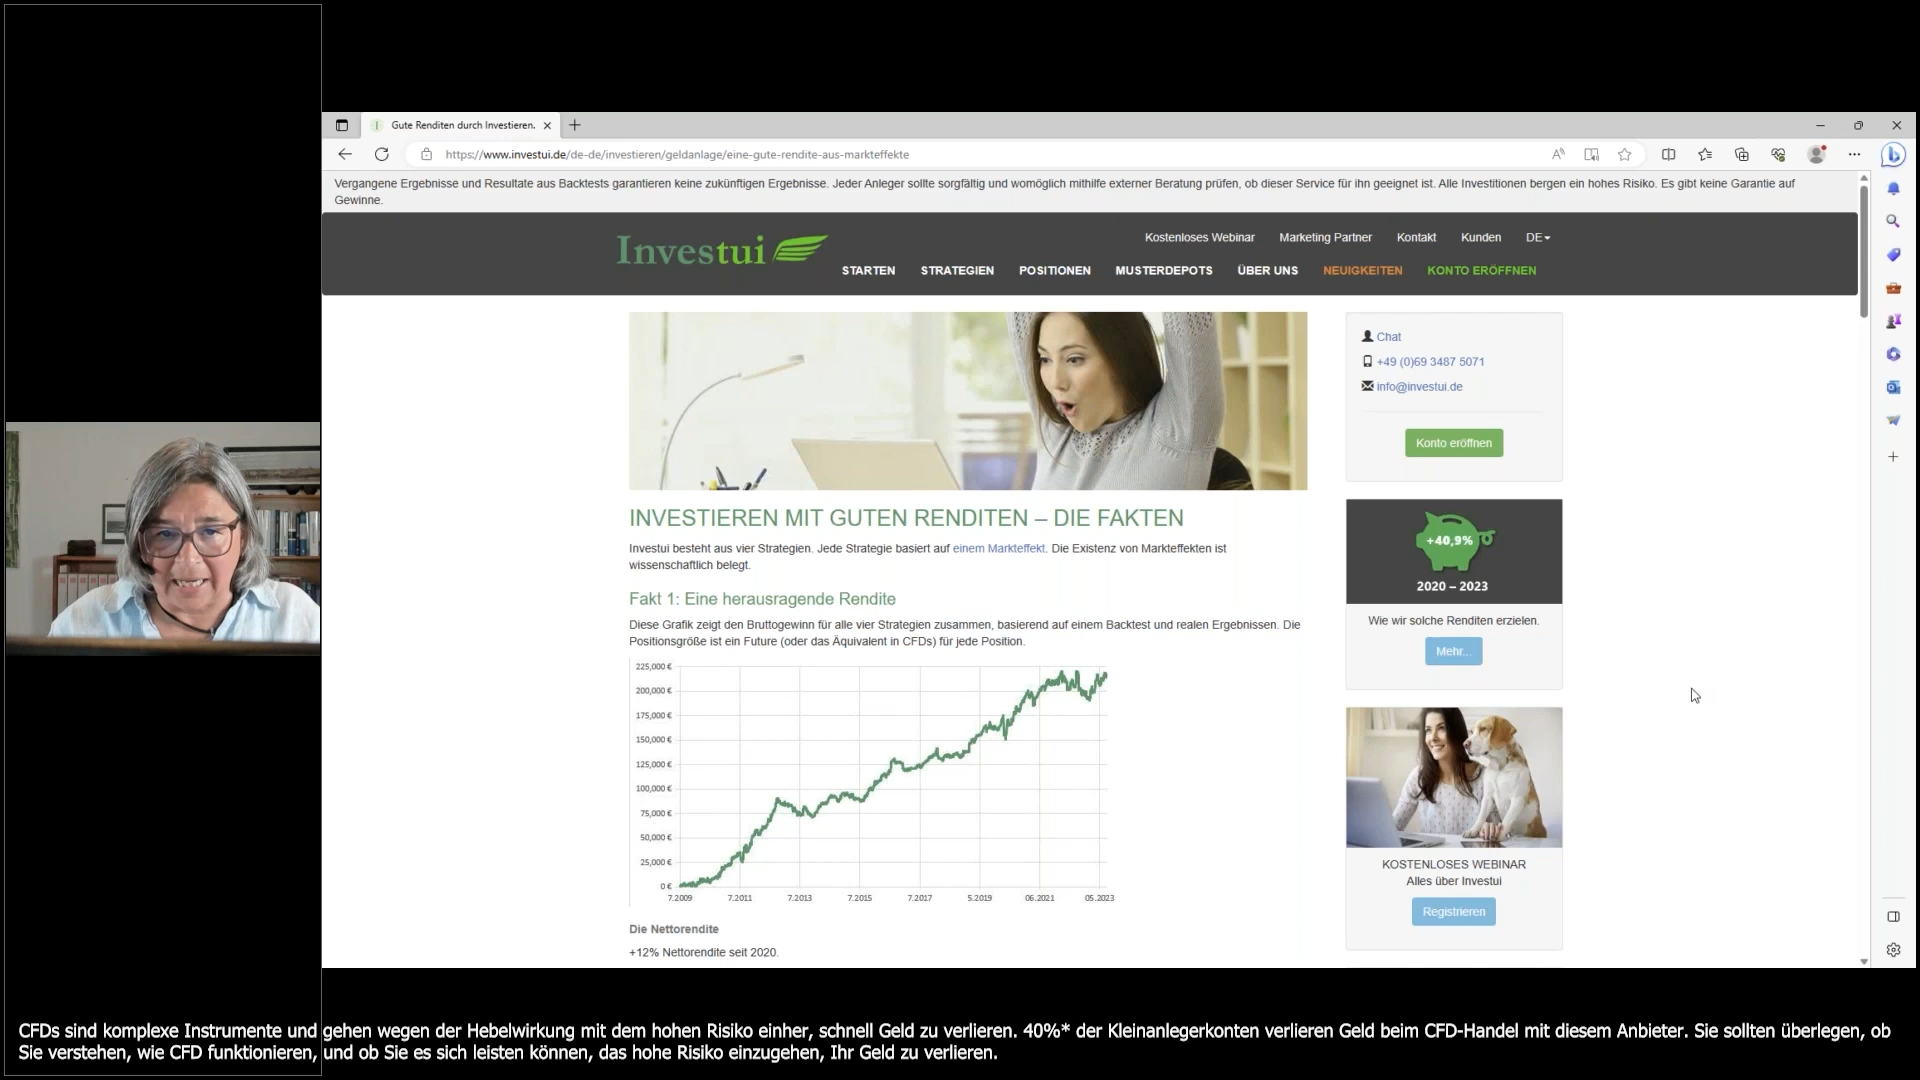 Gute Renditen durch Investieren.
https://www.investui.de/de-de/investieren/geldanlage/eine-gute-rendite-aus-markteffekte
Vergangene Ergebnisse und Resultate aus Backtests garantieren keine zukünftigen Ergebnisse. Jeder Anleger sollte sorgfältig und womöglich mithilfe externer Beratung prüfen, ob dieser Service für ihn geeignet ist. Alle Investitionen bergen ein hohes Risiko. Es gibt keine Garantie auf
Gewinne.
Investui
Kostenloses Webinar Marketing Partner Kontakt Kunden DE
STARTEN STRATEGIEN POSITIONEN MUSTERDEPOTS ÜBER UNS NEUIGKEITEN KONTO ERÖFFNEN
INVESTIEREN MIT GUTEN RENDITEN – DIE FAKTEN
Investui besteht aus vier Strategien. Jede Strategie basiert auf einem Markteffekt. Die Existenz von Markteffekten ist
wissenschaftlich belegt.
Fakt 1: Eine herausragende Rendite
Diese Grafik zeigt den Bruttogewinn für alle vier Strategien zusammen, basierend auf einem Backtest und realen Ergebnissen. Die
Positionsgröße ist ein Future (oder das Äquivalent in CFDs) für jede Position.
225,000 €
200,000 €
175,000 €
150,000 €
125,000 €
100,000 €
75,000 €
50,000 €
25,000 €
0 €
7.2009 7.2011 7.2013 7.2015 7.2017 5.2019 06.2021 05.2023
Die Nettorendite
+12% Nettorendite seit 2020.
Chat
+49 (0)69 3487 5071
info@investui.de
Konto eröffnen
+40,9%
2020 – 2023
Wie wir solche Renditen erzielen.
Mehr...
KOSTENLOSES WEBINAR
Alles über Investui
Registrieren
CFDs sind komplexe Instrumente und gehen wegen der Hebelwirkung mit dem hohen Risiko einher, schnell Geld zu verlieren. 40%* der Kleinanlegerkonten verlieren Geld beim CFD-Handel mit diesem Anbieter. Sie sollten überlegen, ob
Sie verstehen, wie CFD funktionieren, und ob Sie es sich leisten können, das hohe Risiko einzugehen, Ihr Geld zu verlieren.